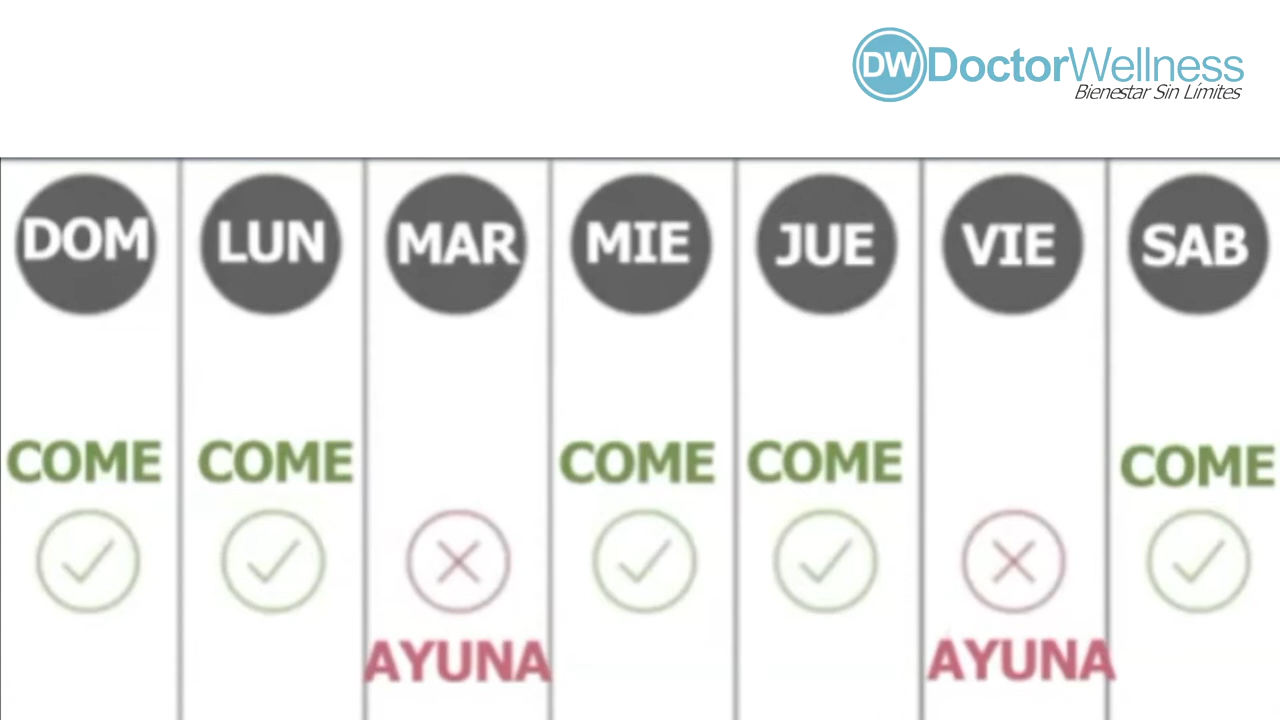 DW DoctorWellness
Bienestar Sin Límites
DOM LUN MAR MIE JUE VIE SAB
COME COME COME COME COME
AYUNA AYUNA